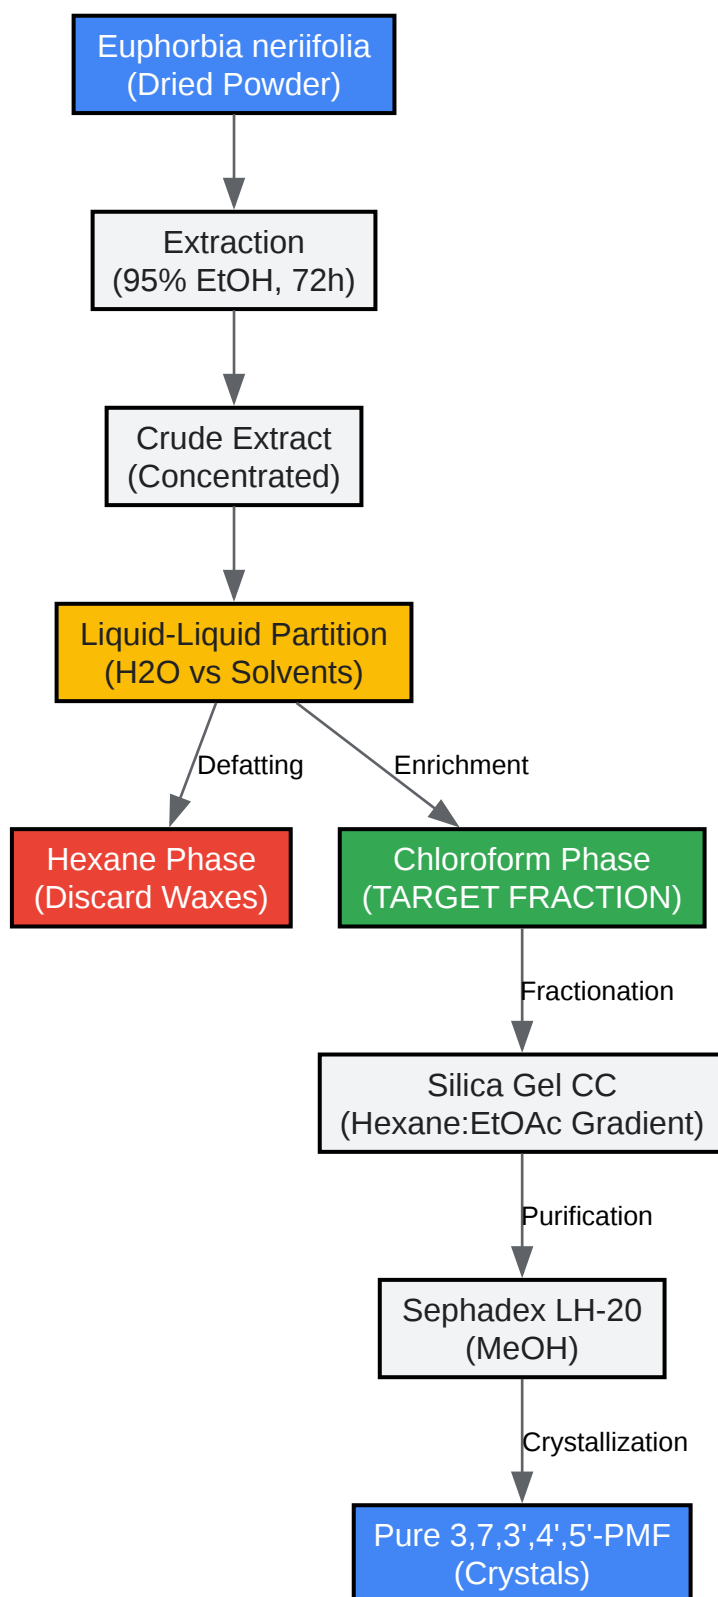 Euphorbia neriifolia
(Dried Powder)
Extraction
(95% EtOH, 72h)
Crude Extract
(Concentrated)
Liquid-Liquid Partition
(H2O vs Solvents)
Defatting
Enrichment
Hexane Phase
(Discard Waxes)
Chloroform Phase
(TARGET FRACTION)
Fractionation
Silica Gel CC
(Hexane:EtOAc Gradient)
Purification
Sephadex LH-20
(MeOH)
Crystallization
Pure 3,7,3',4',5'-PMF
(Crystals)